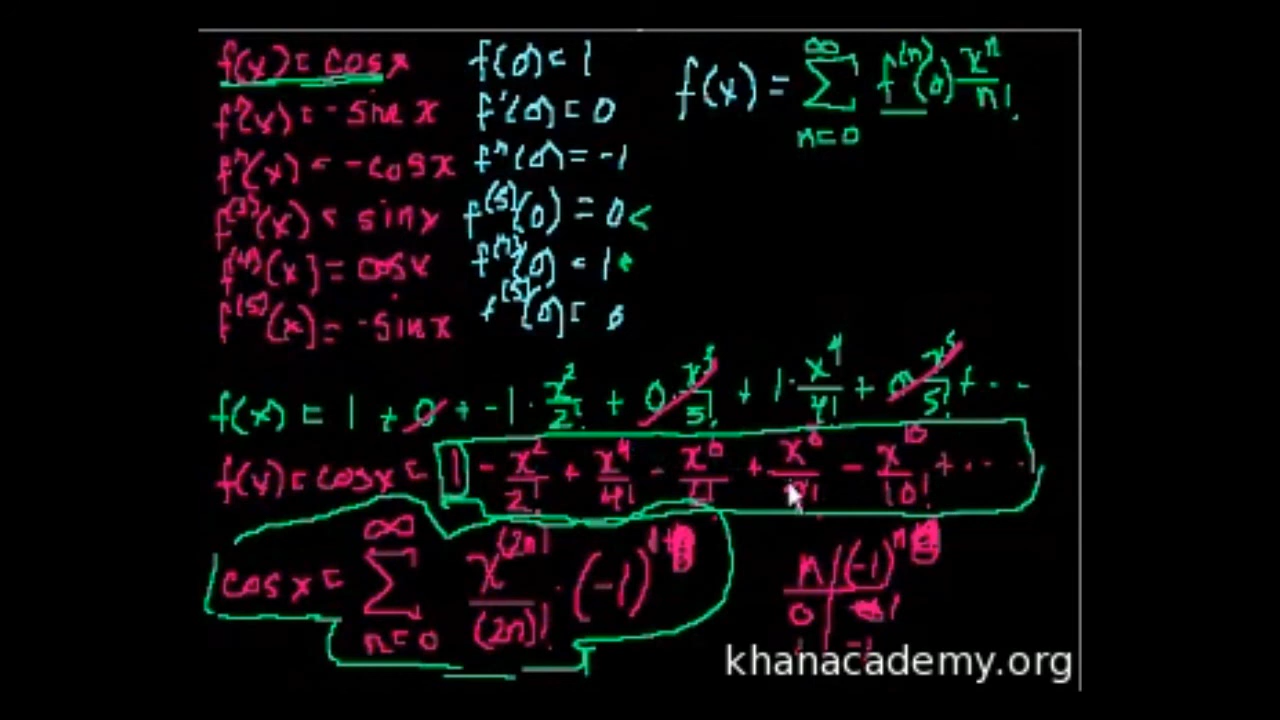 f(x) = cos x
f'(x) = -sin x
f''(x) = -cos x
f^(3)(x) = sin x
f^(4)(x) = cos x
f^(5)(x) = -sin x
f(0) = 1
f'(0) = 0
f''(0) = -1
f^(3)(0) = 0 <
f^(4)(0) = 1
f^(5)(0) = 0
f(x) = ∑ n=0 ∞ f^(n)(0) x^n/n!
f(x) = 1 + 0 + -1·x²/2! + 0·x³/3! + 1·x⁴/4! + 0 x⁵/5! + ···
f(x) = cos x = 1 - x²/2! + x⁴/4! - x⁶/6! + x⁸/8! - x¹⁰/10! + ···
cos x = ∑ n=0 ∞ x^(2n)/(2n)! · (-1)
n | (-1)^n
0 | 1
1 | -1
khanacademy.org